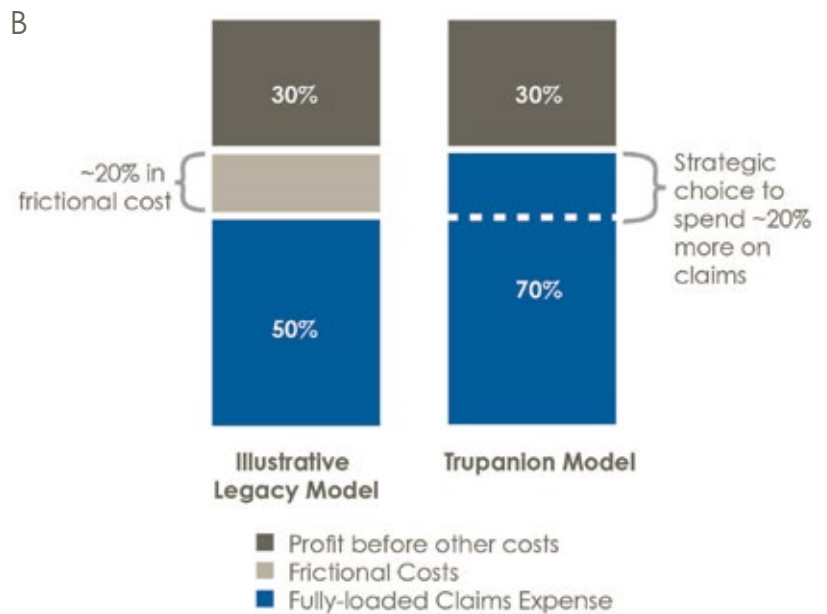 B
30%
30%
~20% in
frictional cost
Strategic
choice to
spend ~20%
more on
claims
70%
50%
Illustrative
Legacy Model
Trupanion Model
Profit before other costs
Frictional Costs
Fully-loaded Claims Expense